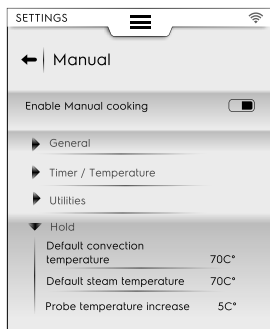 SETTINGS
Manual
Enable Manual cooking
General
Timer / Temperature
Utilities
Hold
Default convection
temperature 70C°
Default steam temperature 70C°
Probe temperature increase 5C°